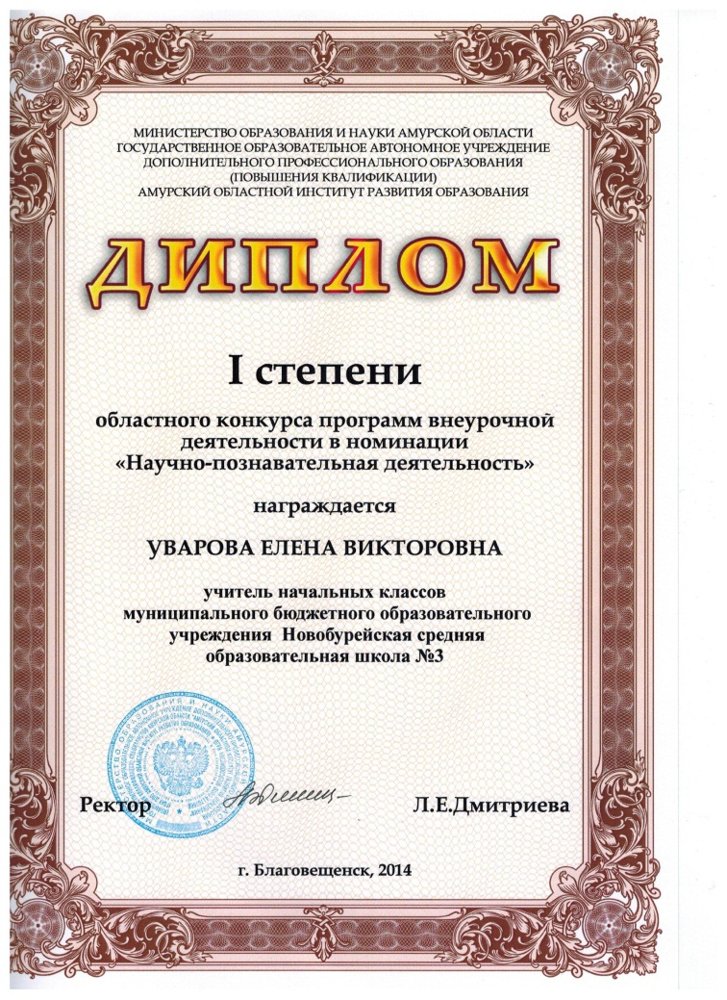 МИНИСТЕРСТВО ОБРАЗОВАНИЯ И НАУКИ АМУРСКОЙ ОБЛАСТИ
ГОСУДАРСТВЕННОЕ ОБРАЗОВАТЕЛЬНОЕ АВТОНОМНОЕ УЧРЕЖДЕНИЕ
ДОПОЛНИТЕЛЬНОГО ПРОФЕССИОНАЛЬНОГО ОБРАЗОВАНИЯ
(ПОВЫШЕНИЯ КВАЛИФИКАЦИИ)
АМУРСКИЙ ОБЛАСТНОЙ ИНСТИТУТ РАЗВИТИЯ ОБРАЗОВАНИЯ
ДИПЛОМ
I степени
областного конкурса программ внеурочной
деятельности в номинации
«Научно-познавательная деятельность»
награждается
УВАРОВА ЕЛЕНА ВИКТОРОВНА
учитель начальных классов
муниципального бюджетного образовательного
учреждения Новобурейская средняя
образовательная школа №3
Ректор
Л.Е.Дмитриева
г. Благовещенск, 2014